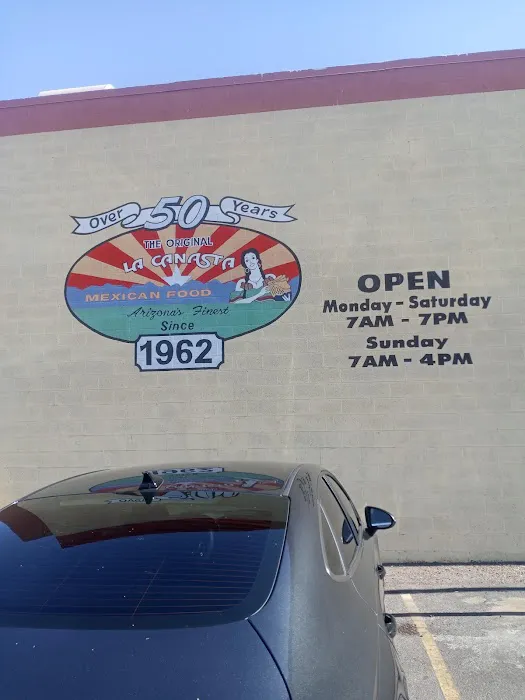 Over 50 Years
THE ORIGINAL
LA CANASTA
MEXICAN FOOD
Arizona's Finest
Since
1962
OPEN
Monday - Saturday
7AM - 7PM
Sunday
7AM - 4PM